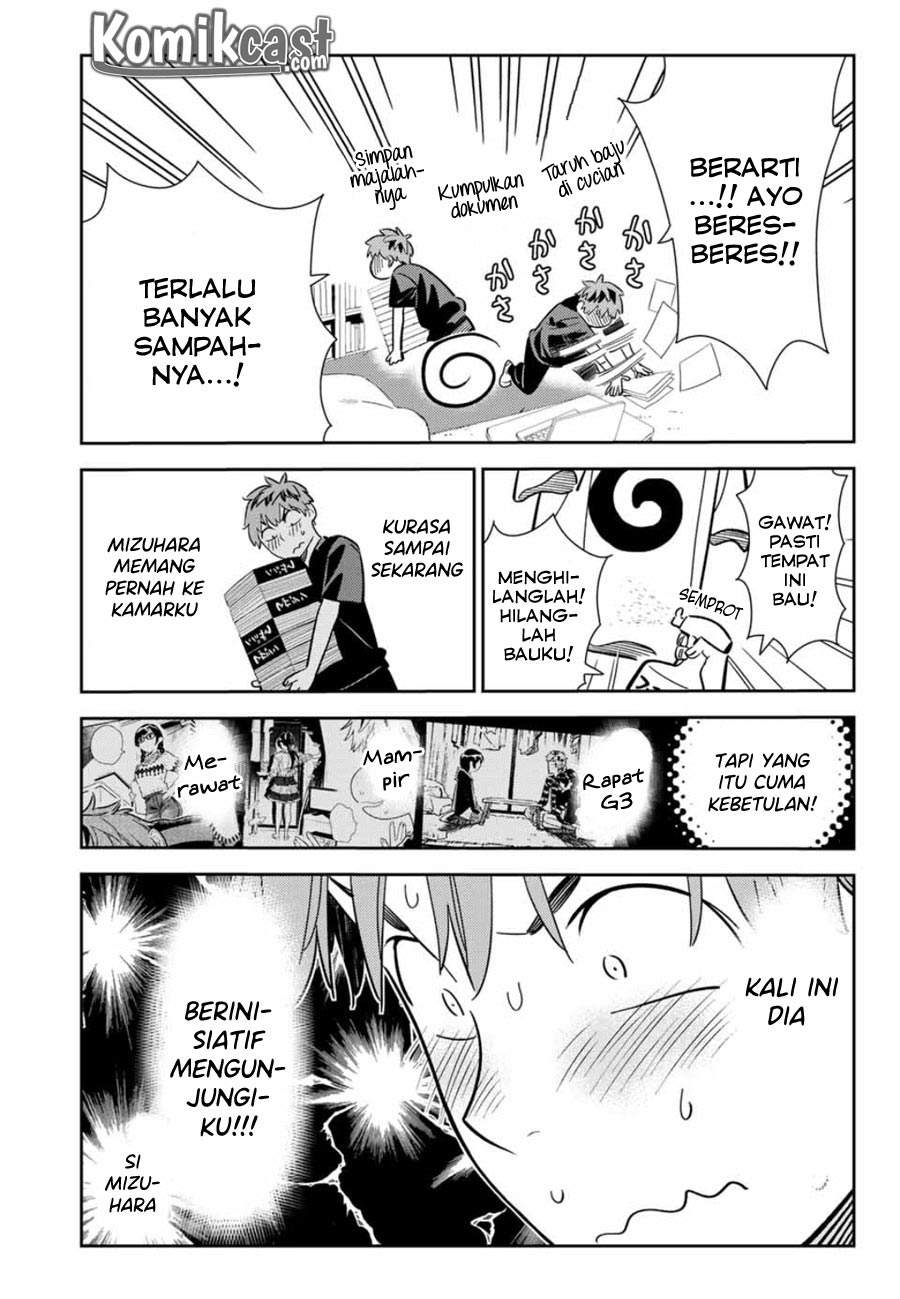 Komikcast
.com
BERARTI
...!! AYO
BERES-
BERES!!
Taruh baju
di cucian
Kumpulkan
dokumen
Simpan
majalah-
nya
かさ
かさ
かさ
かさ
TERLALU
BANYAK
SAMPAH-
NYA...!
GAWAT!
PASTI
TEMPAT
INI
BAU!
SEMPROT
MENGHI-
LANGLAH!
HILANG-
LAH
BAUKU!
KURASA
SAMPAI
SEKARANG
MIZUHARA
MEMANG
PERNAH KE
KAMARKU
TAPI YANG
ITU CUMA
KEBETULAN!
Rapat
G3
Mam-
pir
Me-
rawat
KALI INI
DIA
BERINI-
SIATIF
MENGUN-
JUNGI-
KU!!!
SI
MIZU-
HARA